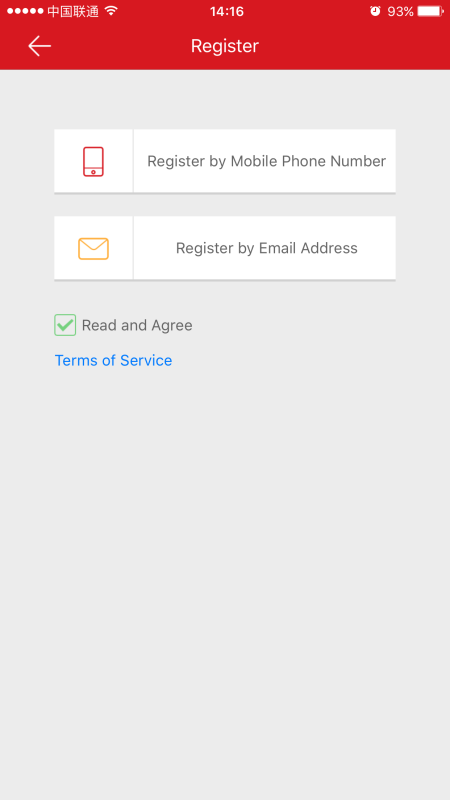 中国联通 14:16 93%
Register
Register by Mobile Phone Number
Register by Email Address
Read and Agree
Terms of Service